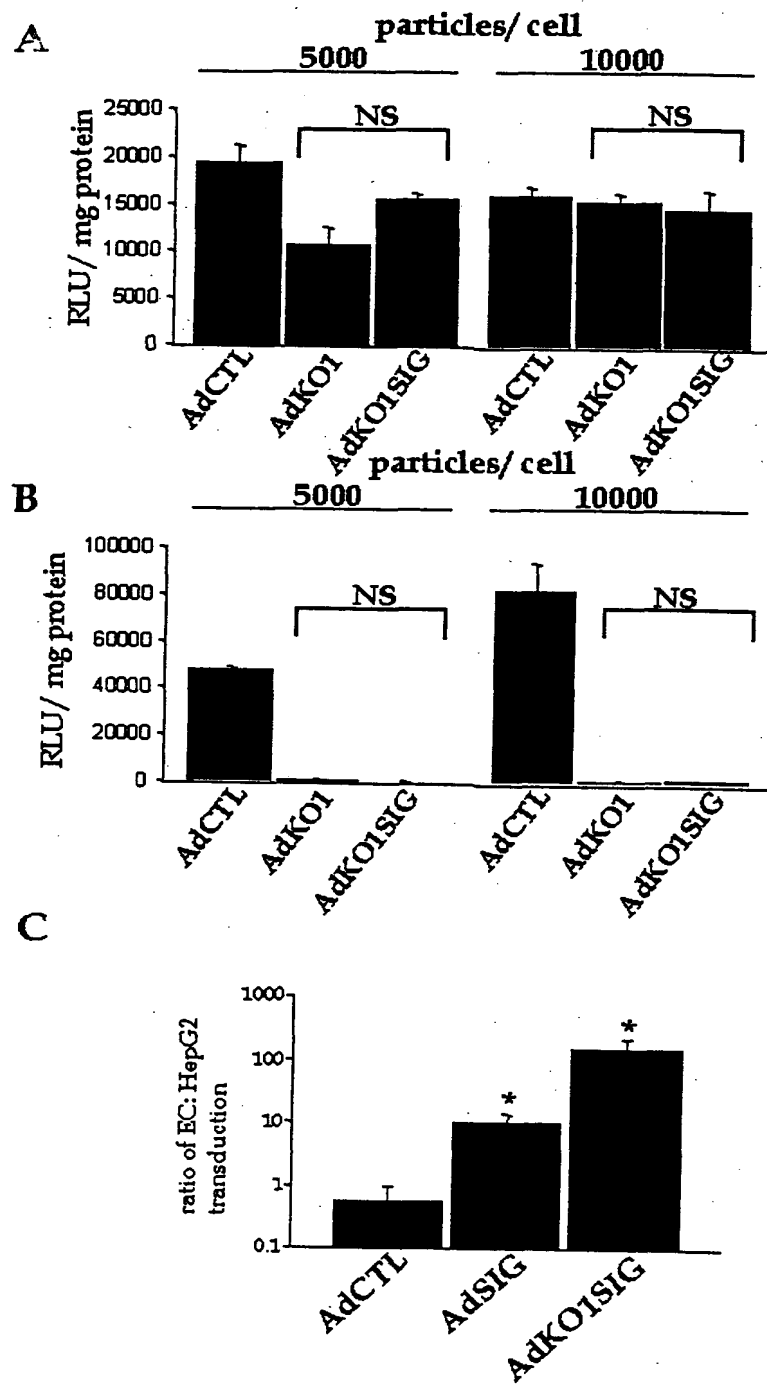 A
particles/ cell
5000 10000
25000
20000
15000
10000
5000
0
RLU/ mg protein
NS NS
AdCTL AdKO1 AdKO1SIG AdCTL AdKO1 AdKO1SIG
B
particles/ cell
5000 10000
100000
80000
60000
40000
20000
0
RLU/ mg protein
NS NS
AdCTL AdKO1 AdKO1SIG AdCTL AdKO1 AdKO1SIG
C
1000
100
10
1
0.1
ratio of EC: HepG2
transduction
* *
AdCTL AdSIG AdKO1SIG